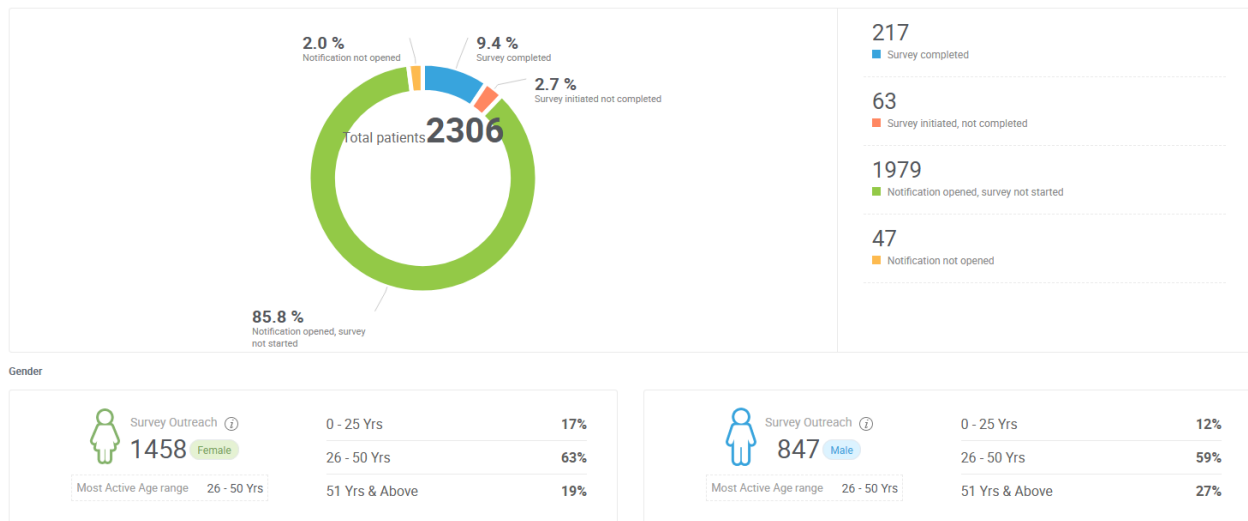 2.0 %
Notification not opened
9.4 %
Survey completed
2.7 %
Survey initiated not completed
Total patients 2306
85.8 %
Notification opened, survey
not started
217
Survey completed
63
Survey initiated, not completed
1979
Notification opened, survey not started
47
Notification not opened
Gender
Survey Outreach i
1458 Female
Most Active Age range 26 - 50 Yrs
0 - 25 Yrs 17%
26 - 50 Yrs 63%
51 Yrs & Above 19%
Survey Outreach i
847 Male
Most Active Age range 26 - 50 Yrs
0 - 25 Yrs 12%
26 - 50 Yrs 59%
51 Yrs & Above 27%